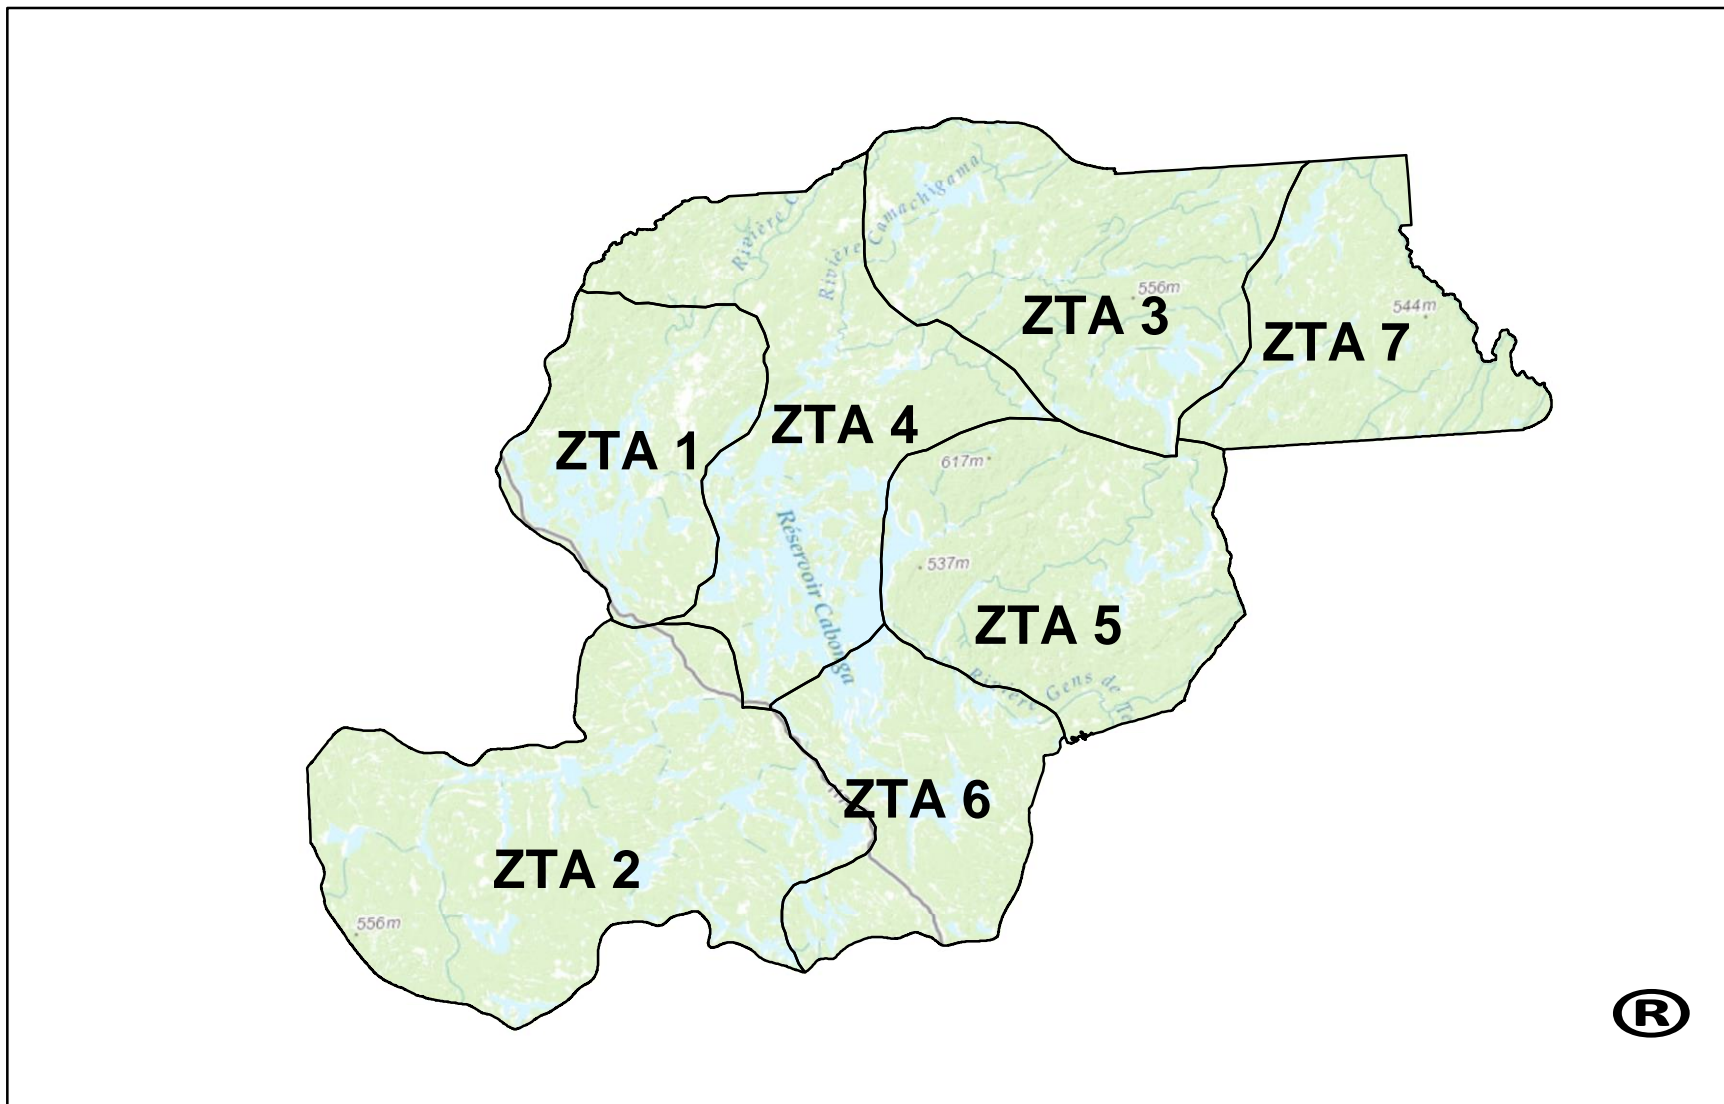 Rivière C
Rivière Camachigama
556m
ZTA 3
544m
ZTA 7
ZTA 4
ZTA 1
617m
Réservoir Cabonga
537m
ZTA 5
Rivière Gens de Te
ZTA 6
ZTA 2
556m
®